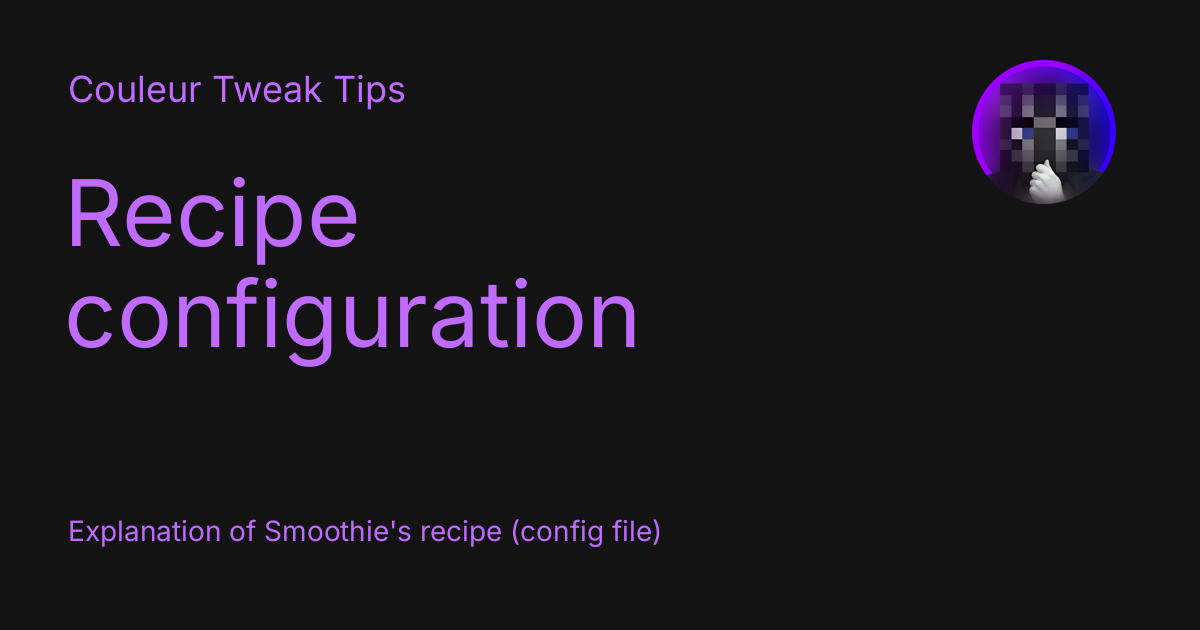 Couleur Tweak Tips
Recipe
configuration
Explanation of Smoothie's recipe (config file)